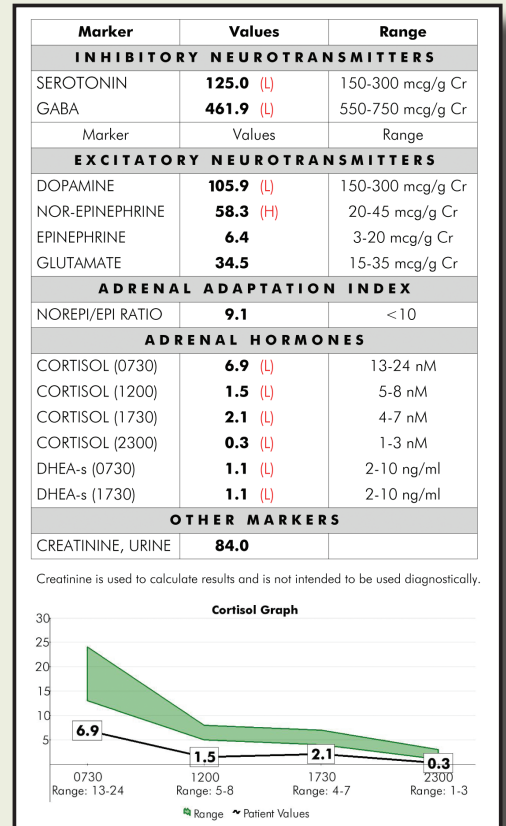 Marker Values Range
INHIBITORY NEUROTRANSMITTERS
SEROTONIN 125.0 (L) 150-300 mcg/g Cr
GABA 461.9 (L) 550-750 mcg/g Cr
Marker Values Range
EXCITATORY NEUROTRANSMITTERS
DOPAMINE 105.9 (L) 150-300 mcg/g Cr
NOR-EPINEPHRINE 58.3 (H) 20-45 mcg/g Cr
EPINEPHRINE 6.4 3-20 mcg/g Cr
GLUTAMATE 34.5 15-35 mcg/g Cr
ADRENAL ADAPTATION INDEX
NOREPI/EPI RATIO 9.1 <10
ADRENAL HORMONES
CORTISOL (0730) 6.9 (L) 13-24 nM
CORTISOL (1200) 1.5 (L) 5-8 nM
CORTISOL (1730) 2.1 (L) 4-7 nM
CORTISOL (2300) 0.3 (L) 1-3 nM
DHEA-s (0730) 1.1 (L) 2-10 ng/ml
DHEA-s (1730) 1.1 (L) 2-10 ng/ml
OTHER MARKERS
CREATININE, URINE 84.0
Creatinine is used to calculate results and is not intended to be used diagnostically.
Cortisol Graph
30
25
20
15
10
5
6.9 1.5 2.1 0.3
0730 1200 1730 2300
Range: 13-24 Range: 5-8 Range: 4-7 Range: 1-3
Range ~ Patient Values